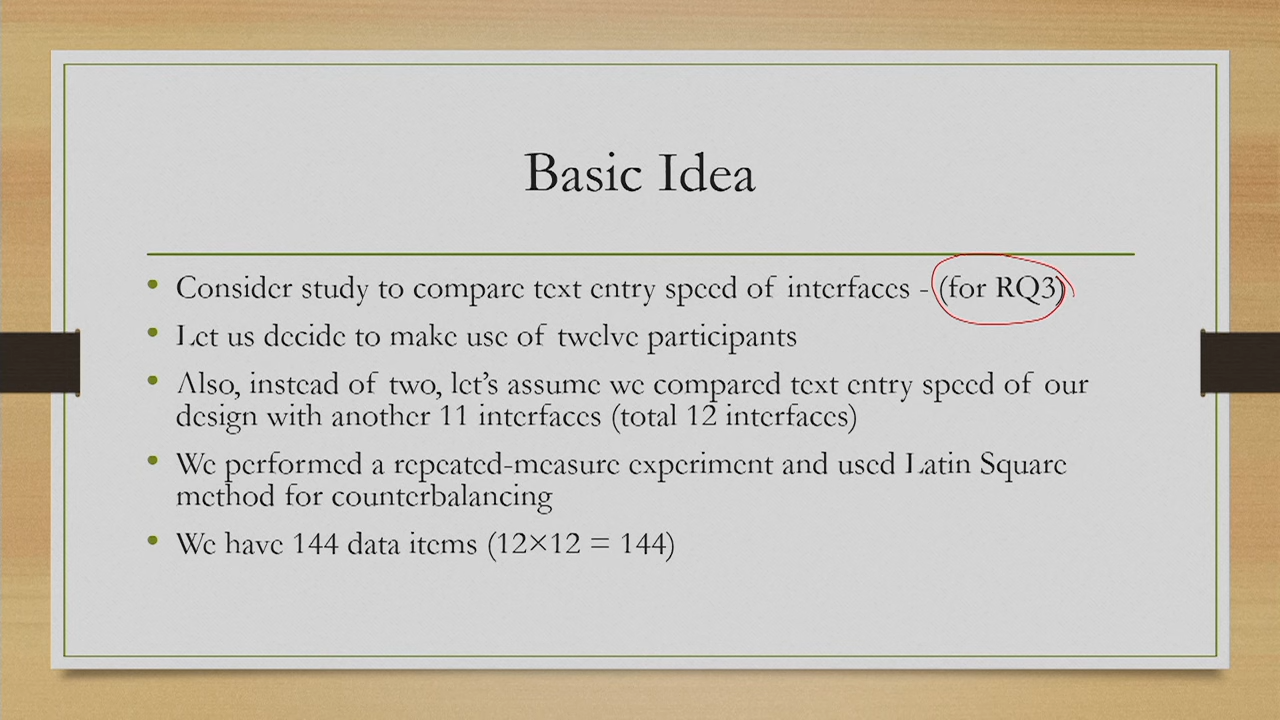 Basic Idea
• Consider study to compare text entry speed of interfaces - (for RQ3)
• Let us decide to make use of twelve participants
• Also, instead of two, let's assume we compared text entry speed of our
design with another 11 interfaces (total 12 interfaces)
• We performed a repeated-measure experiment and used Latin Square
method for counterbalancing
• We have 144 data items (12×12 = 144)